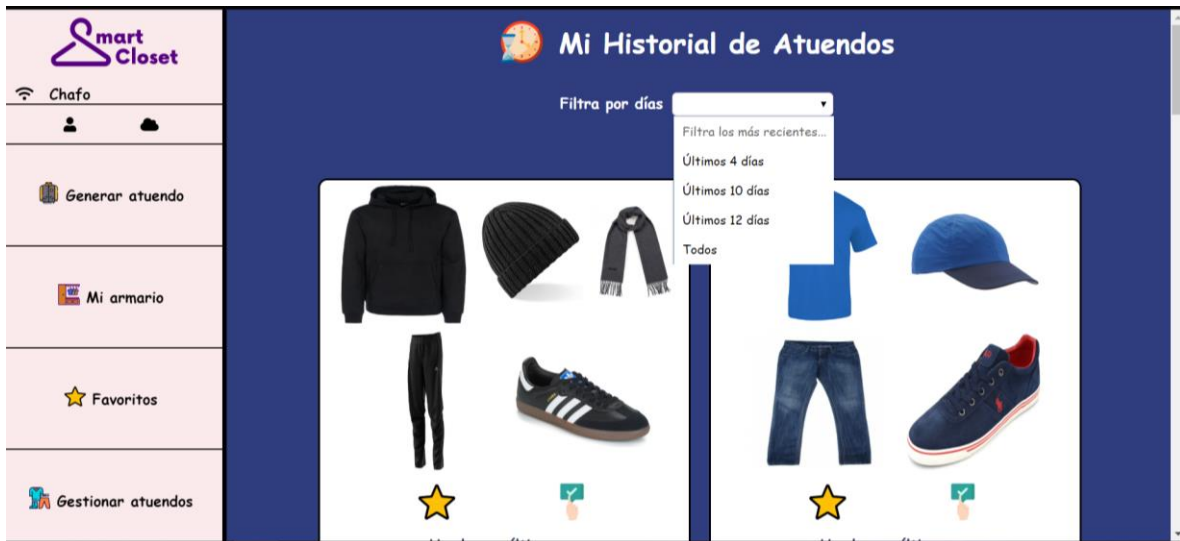 Smart
Closet
Chafo
Generar atuendo
Mi armario
Favoritos
Gestionar atuendos
Mi Historial de Atuendos
Filtra por días
Filtra los más recientes...
Últimos 4 días
Últimos 10 días
Últimos 12 días
Todos